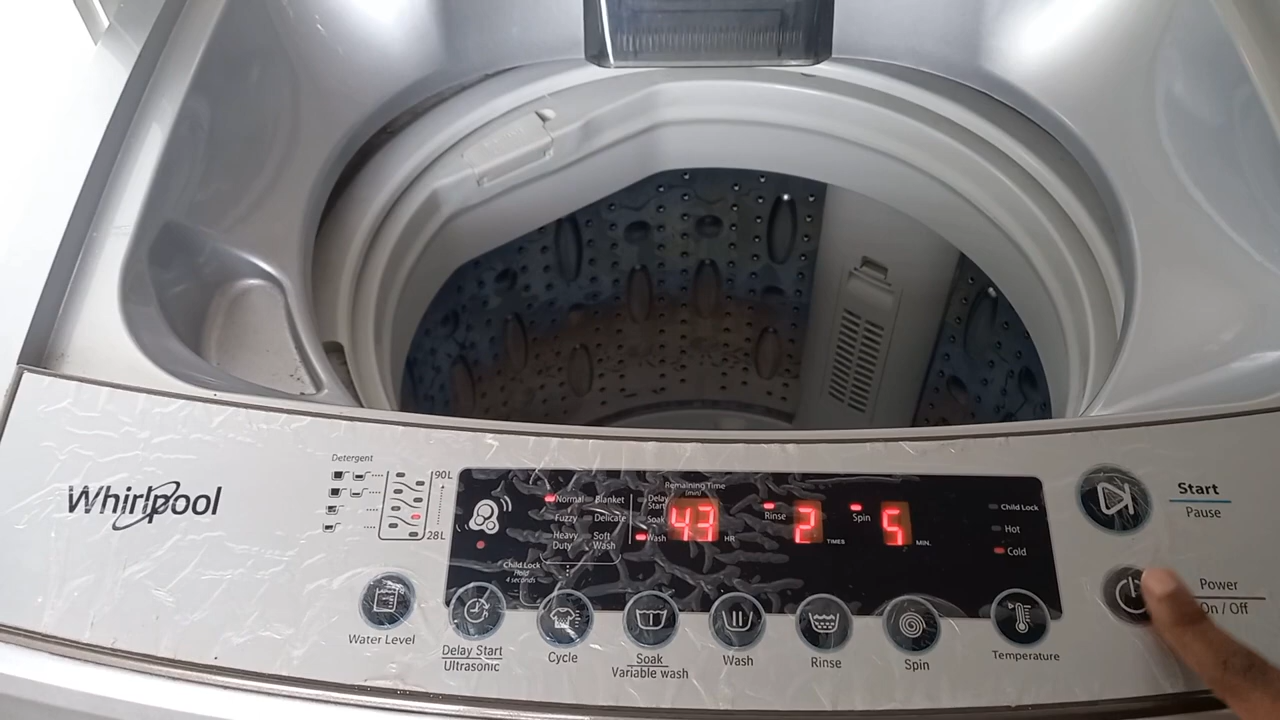 Whirlpool
Detergent
90L
28L
Normal
Blanket
Fuzzy
Delicate
Heavy
Duty
Soft
Wash
Delay
Start
Soak
Wash
Remaining Time
(min)
43
HR
Rinse
2
TIMES
Spin
5
MIN.
Child Lock
Hot
Cold
Child Lock
Hold
4 seconds
Start
Pause
Power
On / Off
Water Level
Delay Start
Ultrasonic
Cycle
Soak
Variable wash
Wash
Rinse
Spin
Temperature